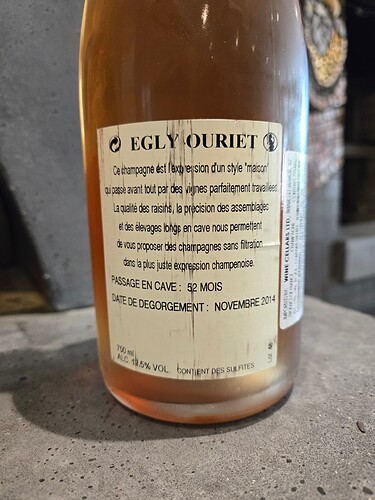 EGLY-OURIET
Ce champagne est l'expression d'un style "maison"
qui passe avant tout par des vignes parfaitement travaillées.
La qualité des raisins, la précision des assemblages
et des élevages longs en cave nous permettent
de vous proposer des champagnes sans filtration
dans la plus juste expression champenoise.
PASSAGE EN CAVE : 52 MOIS
DATE DE DEGORGEMENT : NOVEMBRE 2014
750 ml
ALC. 12,5% VOL. CONTIENT DES SULFITES
WINE CELLARS LTD.